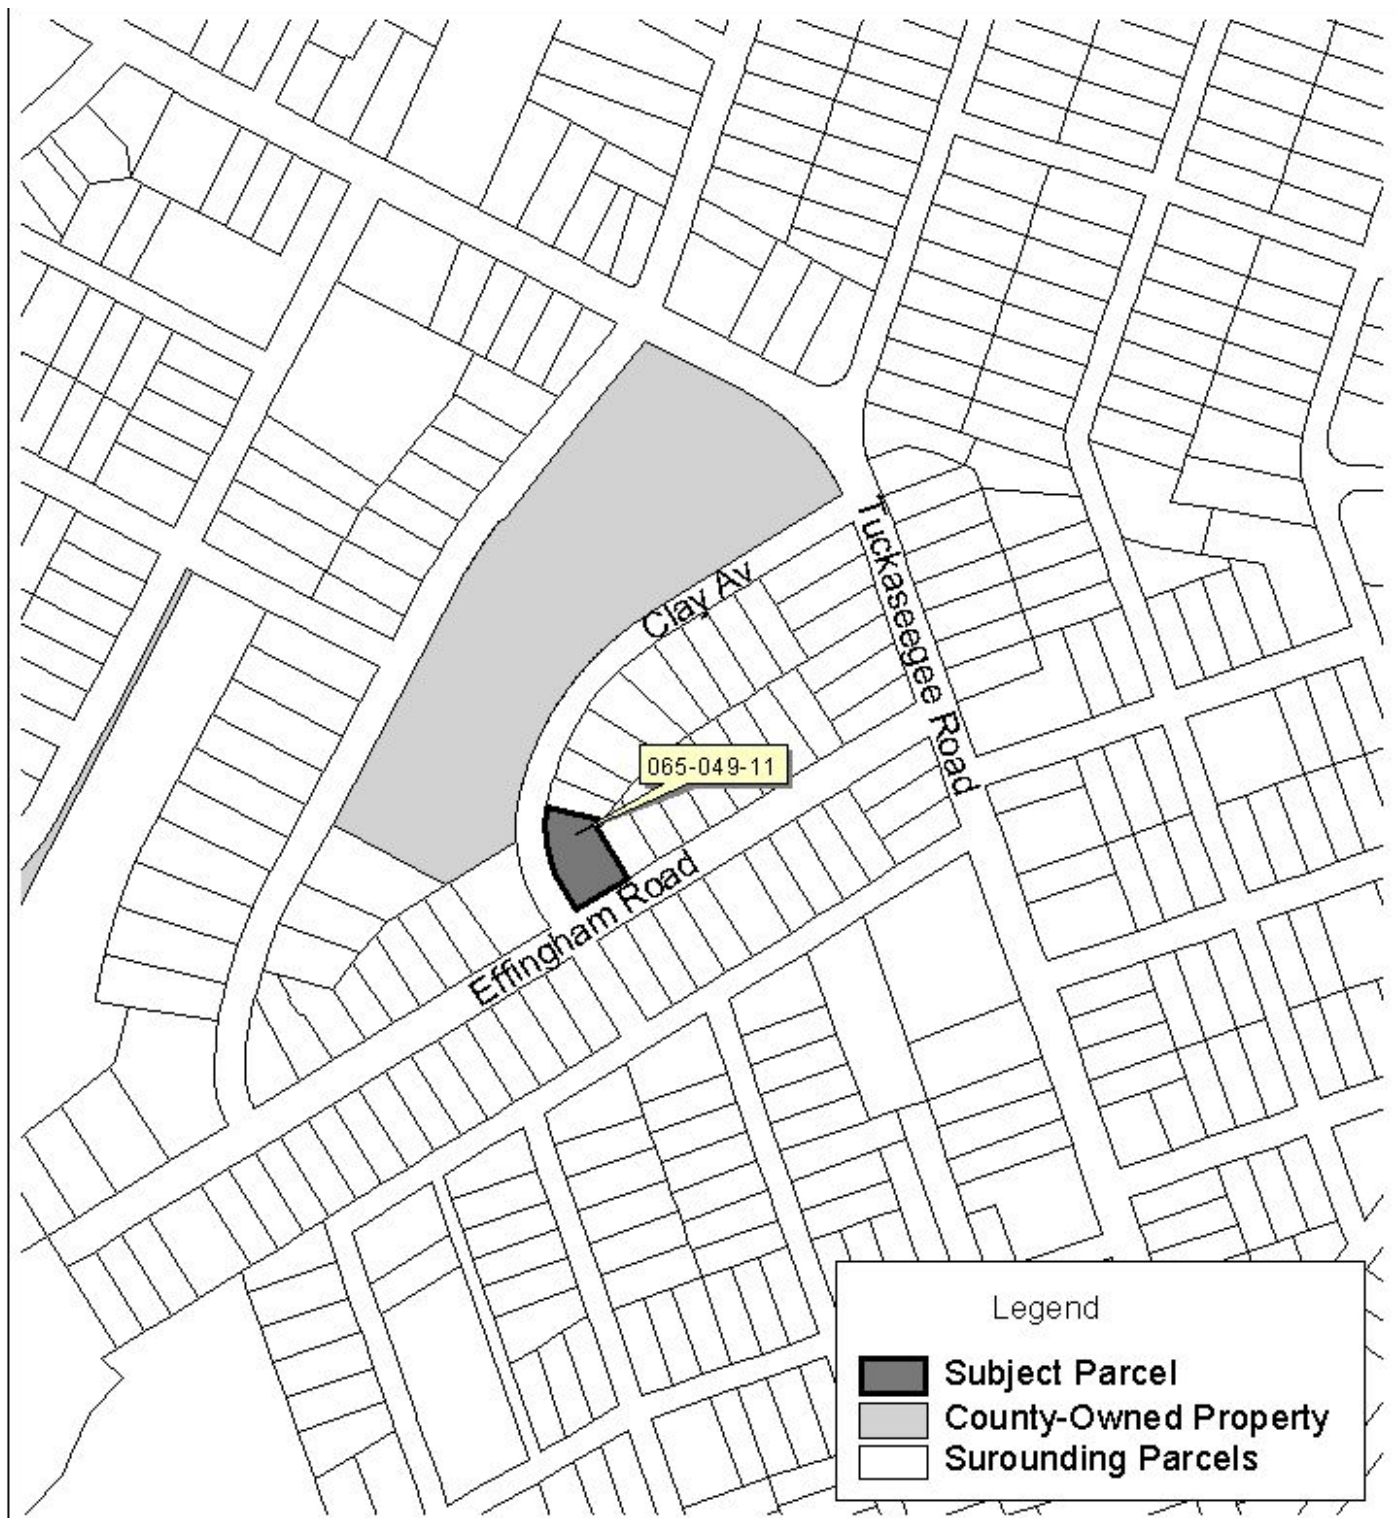 Tuckaseegee Road
Clay Av
065-049-11
Effingham Road
Legend
Subject Parcel
County-Owned Property
Surounding Parcels